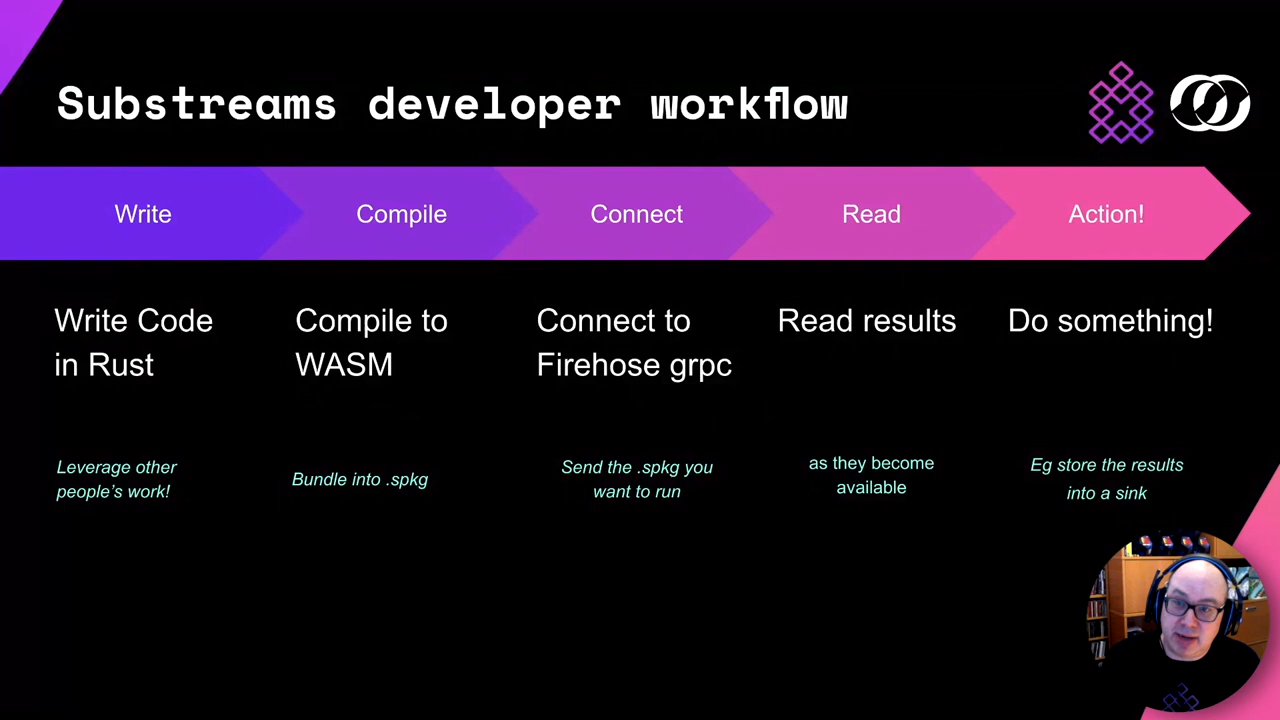 Substreams developer workflow
Write
Compile
Connect
Read
Action!
Write Code
in Rust
Compile to
WASM
Connect to
Firehose grpc
Read results
Do something!
Leverage other
people’s work!
Bundle into .spkg
Send the .spkg you
want to run
as they become
available
Eg store the results
into a sink